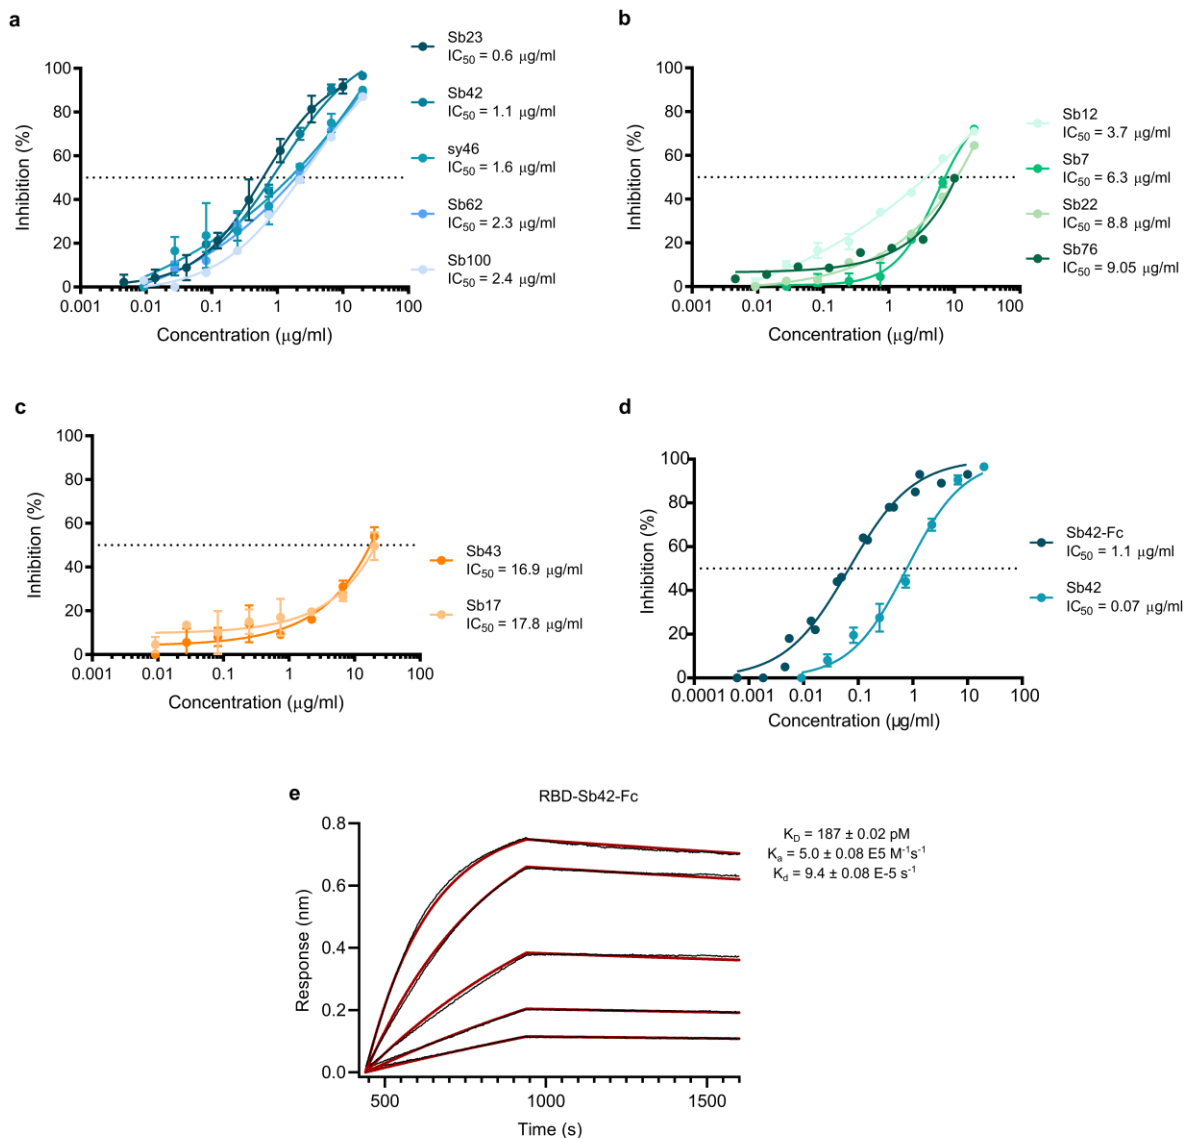 a
Sb23
IC50 = 0.6 μg/ml
Sb42
IC50 = 1.1 μg/ml
sy46
IC50 = 1.6 μg/ml
Sb62
IC50 = 2.3 μg/ml
Sb100
IC50 = 2.4 μg/ml
100
80
60
40
20
0
Inhibition (%)
0.001 0.01 0.1 1 10 100
Concentration (μg/ml)
b
Sb12
IC50 = 3.7 μg/ml
Sb7
IC50 = 6.3 μg/ml
Sb22
IC50 = 8.8 μg/ml
Sb76
IC50 = 9.05 μg/ml
100
80
60
40
20
0
Inhibition (%)
0.001 0.01 0.1 1 10 100
Concentration (μg/ml)
c
100
80
60
40
20
0
Inhibition (%)
0.001 0.01 0.1 1 10 100
Concentration (μg/ml)
Sb43
IC50 = 16.9 μg/ml
Sb17
IC50 = 17.8 μg/ml
d
100
80
60
40
20
0
Inhibition (%)
0.0001 0.001 0.01 0.1 1 10 100
Concentration (μg/ml)
Sb42-Fc
IC50 = 1.1 μg/ml
Sb42
IC50 = 0.07 μg/ml
e
RBD-Sb42-Fc
0.8
0.6
0.4
0.2
0.0
Response (nm)
500 1000 1500
Time (s)
KD = 187 ± 0.02 pM
Ka = 5.0 ± 0.08 E5 M-1s-1
Kd = 9.4 ± 0.08 E-5 s-1